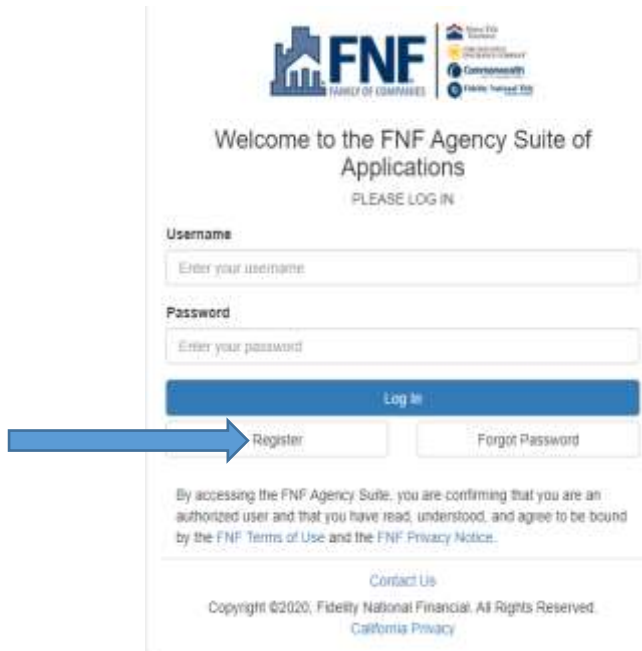 FNF
FAMILY OF COMPANIES
Commonwealth
Fidelity National Title
Welcome to the FNF Agency Suite of
Applications
PLEASE LOG IN
Username
Enter your username
Password
Enter your password
Log In
Register
Forgot Password
By accessing the FNF Agency Suite, you are confirming that you are an
authorized user and that you have read, understood, and agree to be bound
by the FNF Terms of Use and the FNF Privacy Notice.
Contact Us
Copyright ©2020, Fidelity National Financial. All Rights Reserved.
California Privacy